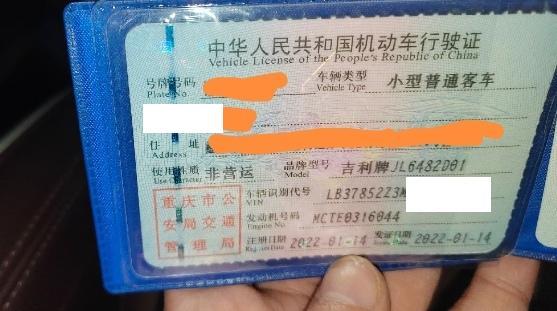 中华人民共和国机动车行驶证
Vehicle License of the People's Republic of China
号牌号码 车辆类型 小型普通客车
Plate No. Vehicle Type
住 址
Address
使用性质 非营运 品牌型号 吉利牌JL6482D01
Use Character Model
重庆市公 车辆识别代号 LB37852Z3
VIN
安局交通 发动机号码 MCTE0316044
Engine No.
管理局 注册日期 2022-01-14 发证日期 2022-01-14
Register Date Issue Date